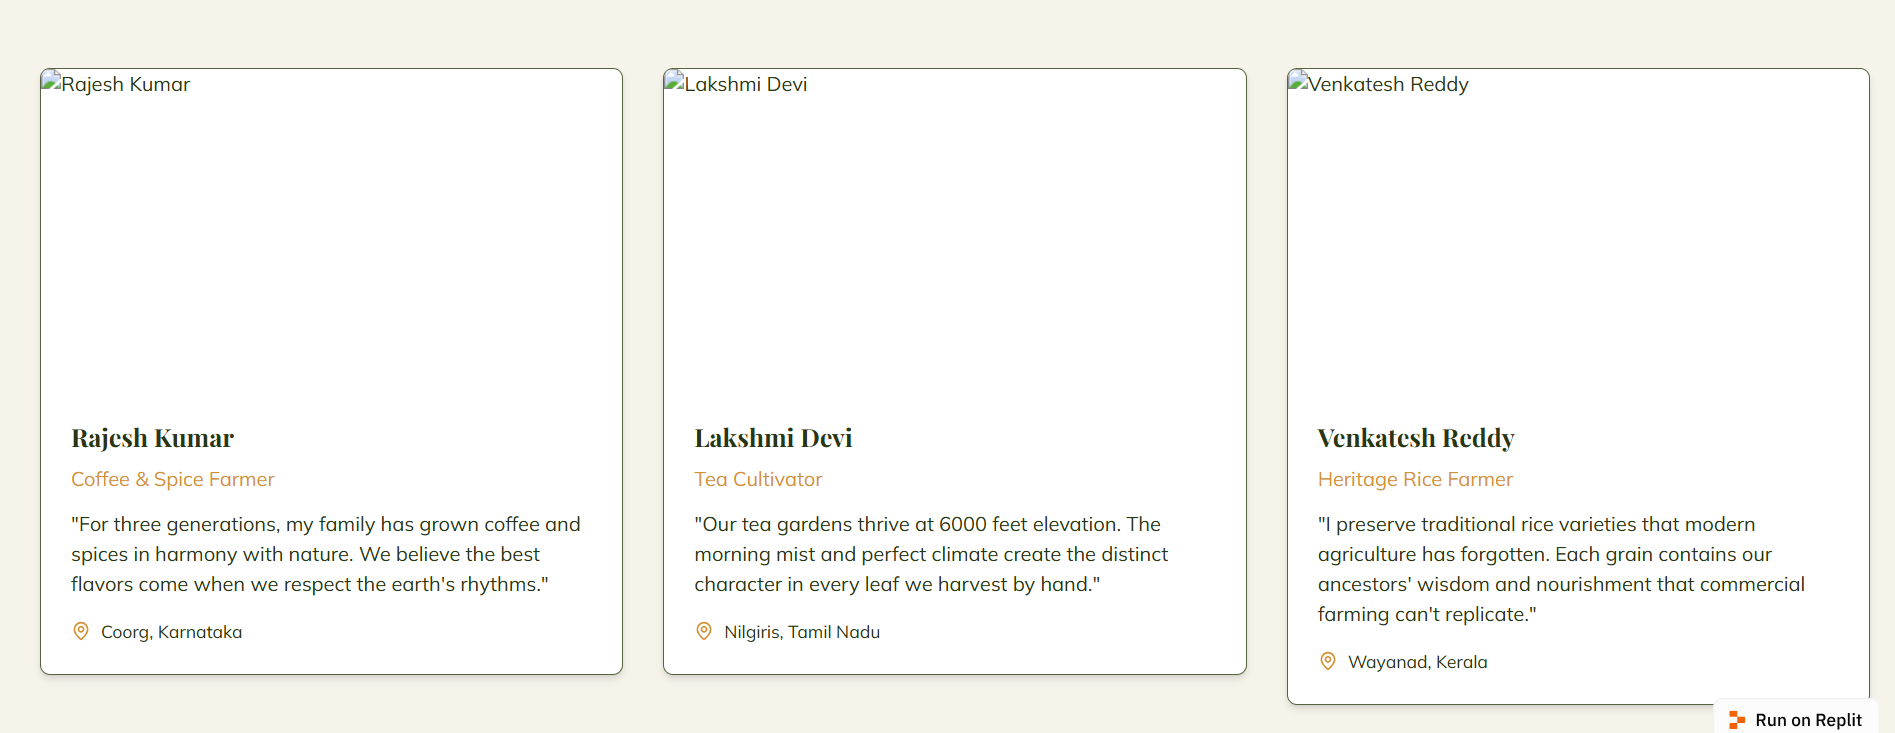 Rajesh Kumar
Lakshmi Devi
Venkatesh Reddy
Rajesh Kumar
Coffee & Spice Farmer
"For three generations, my family has grown coffee and
spices in harmony with nature. We believe the best
flavors come when we respect the earth's rhythms."
Coorg, Karnataka
Lakshmi Devi
Tea Cultivator
"Our tea gardens thrive at 6000 feet elevation. The
morning mist and perfect climate create the distinct
character in every leaf we harvest by hand."
Nilgiris, Tamil Nadu
Venkatesh Reddy
Heritage Rice Farmer
"I preserve traditional rice varieties that modern
agriculture has forgotten. Each grain contains our
ancestors' wisdom and nourishment that commercial
farming can't replicate."
Wayanad, Kerala
Run on Replit